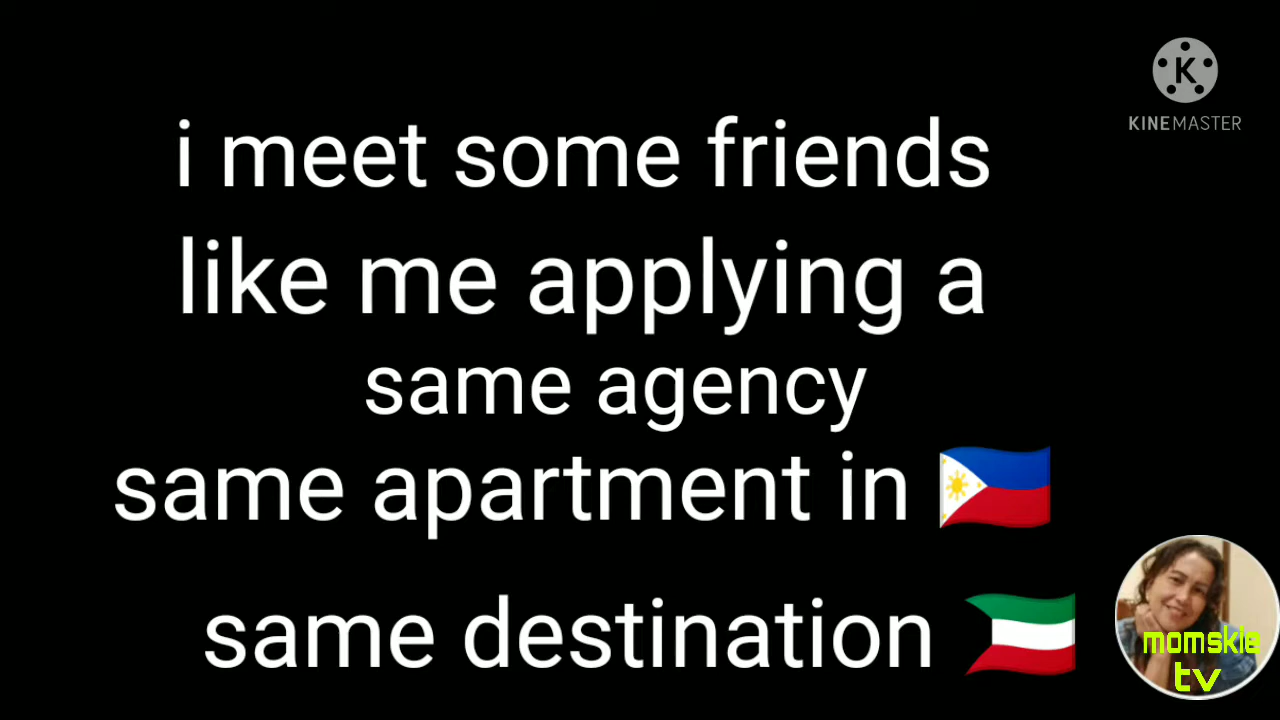 i meet some friends
like me applying a
same agency
same apartment in 🇵🇭
same destination 🇰🇼
K
KINEMASTER
momskie
tv